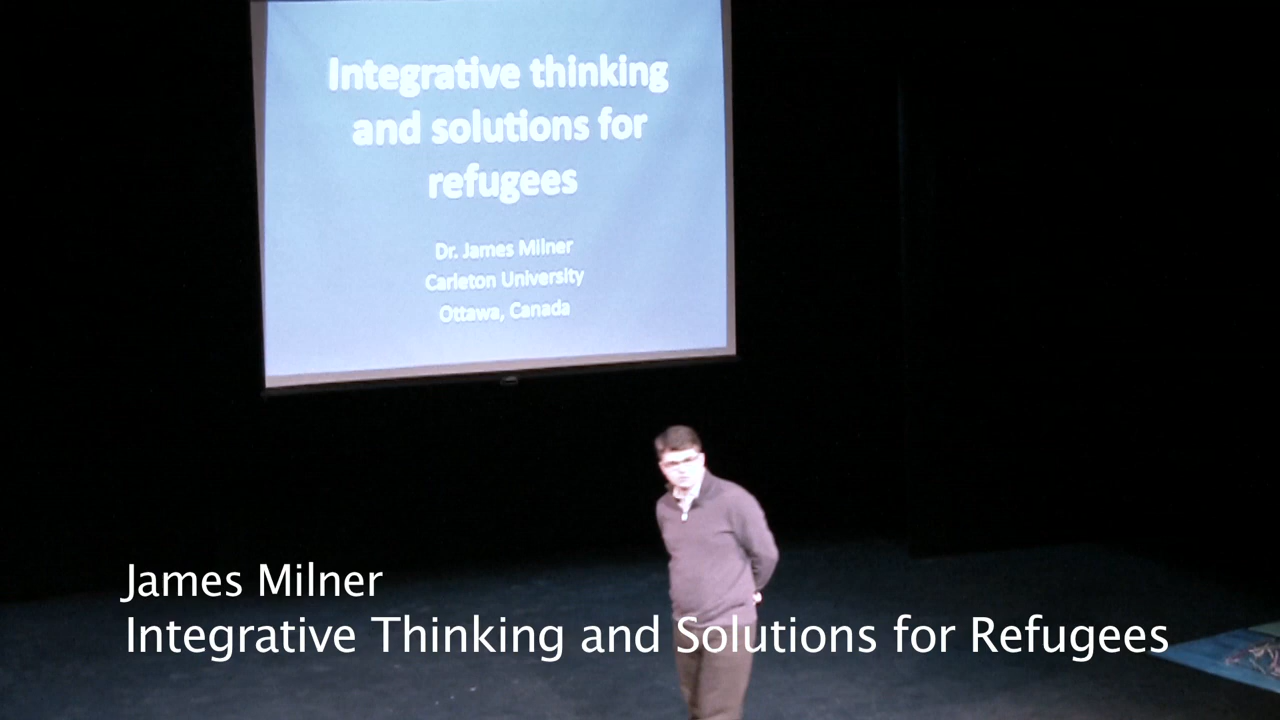 Integrative thinking
and solutions for
refugees
Dr. James Milner
Carleton University
Ottawa, Canada
James Milner
Integrative Thinking and Solutions for Refugees